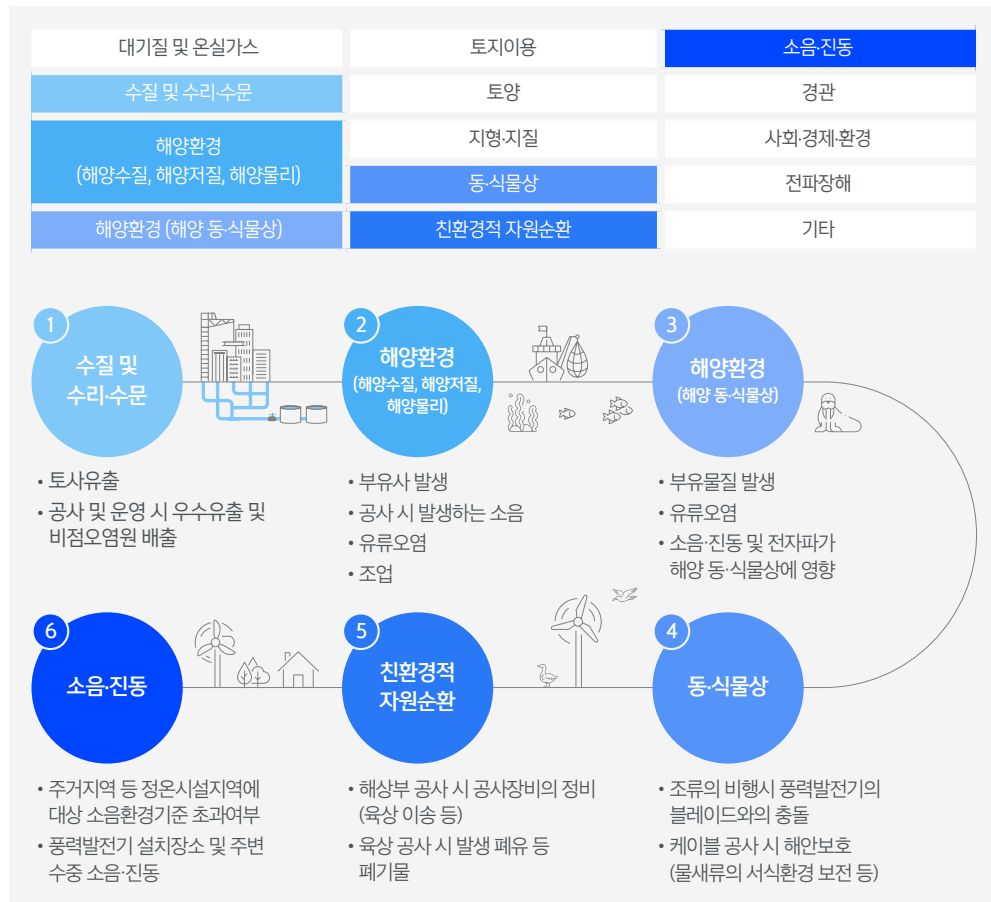 대기질 및 온실가스
토지이용
소음·진동
수질 및 수리·수문
토양
경관
해양환경
(해양수질, 해양저질, 해양물리)
지형·지질
사회·경제·환경
동·식물상
전파장해
해양환경 (해양 동·식물상)
친환경적 자원순환
기타
1
수질 및
수리·수문
• 토사유출
• 공사 및 운영 시 우수유출 및
비점오염원 배출
2
해양환경
(해양수질, 해양저질,
해양물리)
• 부유사 발생
• 공사 시 발생하는 소음
• 유류오염
• 조업
3
해양환경
(해양 동·식물상)
• 부유물질 발생
• 유류오염
• 소음·진동 및 전자파가
해양 동·식물상에 영향
6
소음·진동
• 주거지역 등 정온시설지역에
대상 소음환경기준 초과여부
• 풍력발전기 설치장소 및 주변
수중 소음·진동
5
친환경적
자원순환
• 해상부 공사 시 공사장비의 정비
(육상 이송 등)
• 육상 공사 시 발생 폐유 등
폐기물
4
동·식물상
• 조류의 비행시 풍력발전기의
블레이드와의 충돌
• 케이블 공사 시 해안보호
(물새류의 서식환경 보전 등)